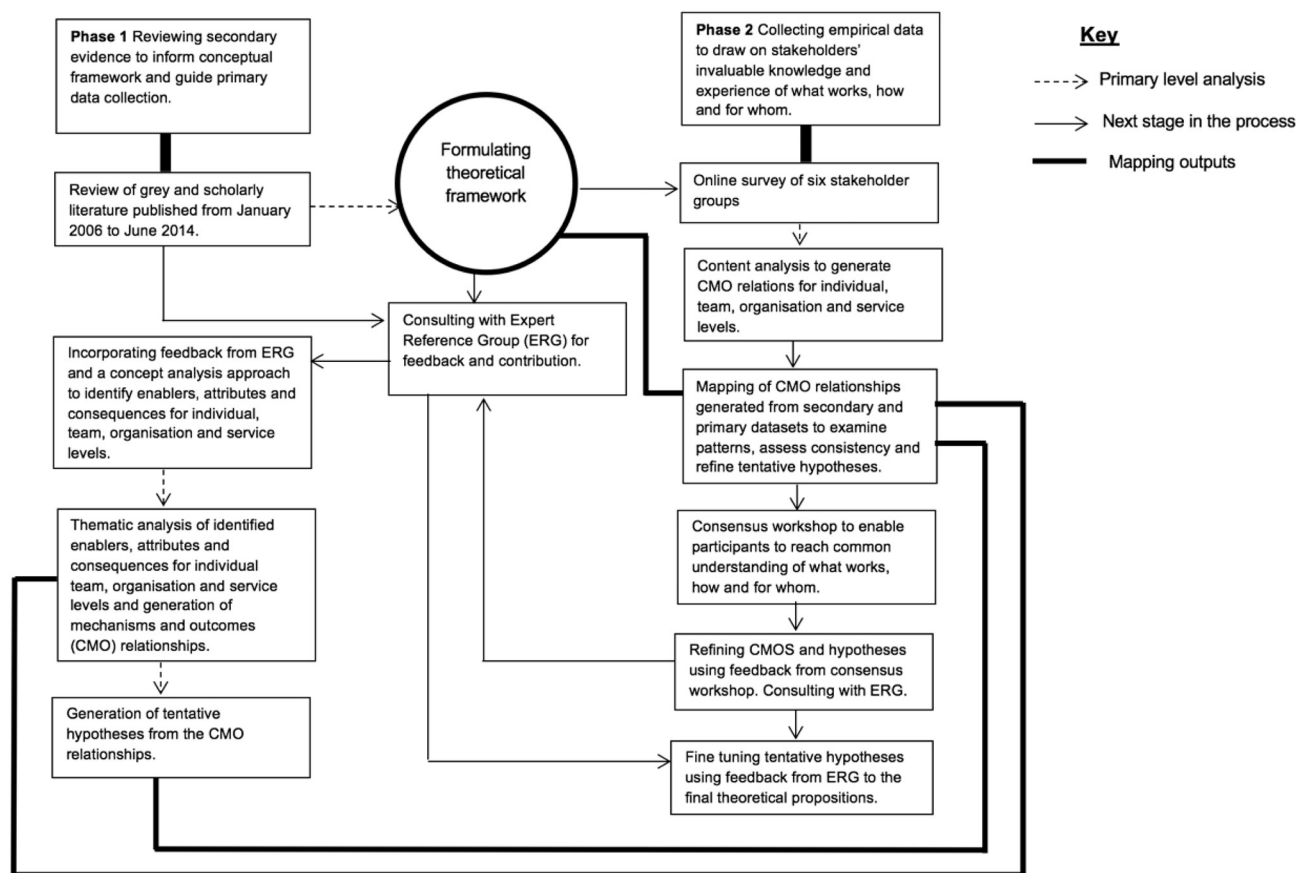 Phase 1 Reviewing secondary
evidence to inform conceptual
framework and guide primary
data collection.
Review of grey and scholarly
literature published from January
2006 to June 2014.
Formulating
theoretical
framework
Phase 2 Collecting empirical data
to draw on stakeholders'
invaluable knowledge and
experience of what works, how
and for whom.
Online survey of six stakeholder
groups
Content analysis to generate
CMO relations for individual,
team, organisation and service
levels.
Consulting with Expert
Reference Group (ERG) for
feedback and contribution.
Incorporating feedback from ERG
and a concept analysis approach
to identify enablers, attributes and
consequences for individual,
team, organisation and service
levels.
Mapping of CMO relationships
generated from secondary and
primary datasets to examine
patterns, assess consistency and
refine tentative hypotheses.
Thematic analysis of identified
enablers, attributes and
consequences for individual
team, organisation and service
levels and generation of
mechanisms and outcomes
(CMO) relationships.
Consensus workshop to enable
participants to reach common
understanding of what works,
how and for whom.
Refining CMOS and hypotheses
using feedback from consensus
workshop. Consulting with ERG.
Generation of tentative
hypotheses from the CMO
relationships.
Fine tuning tentative hypotheses
using feedback from ERG to the
final theoretical propositions.
Key
Primary level analysis
Next stage in the process
Mapping outputs